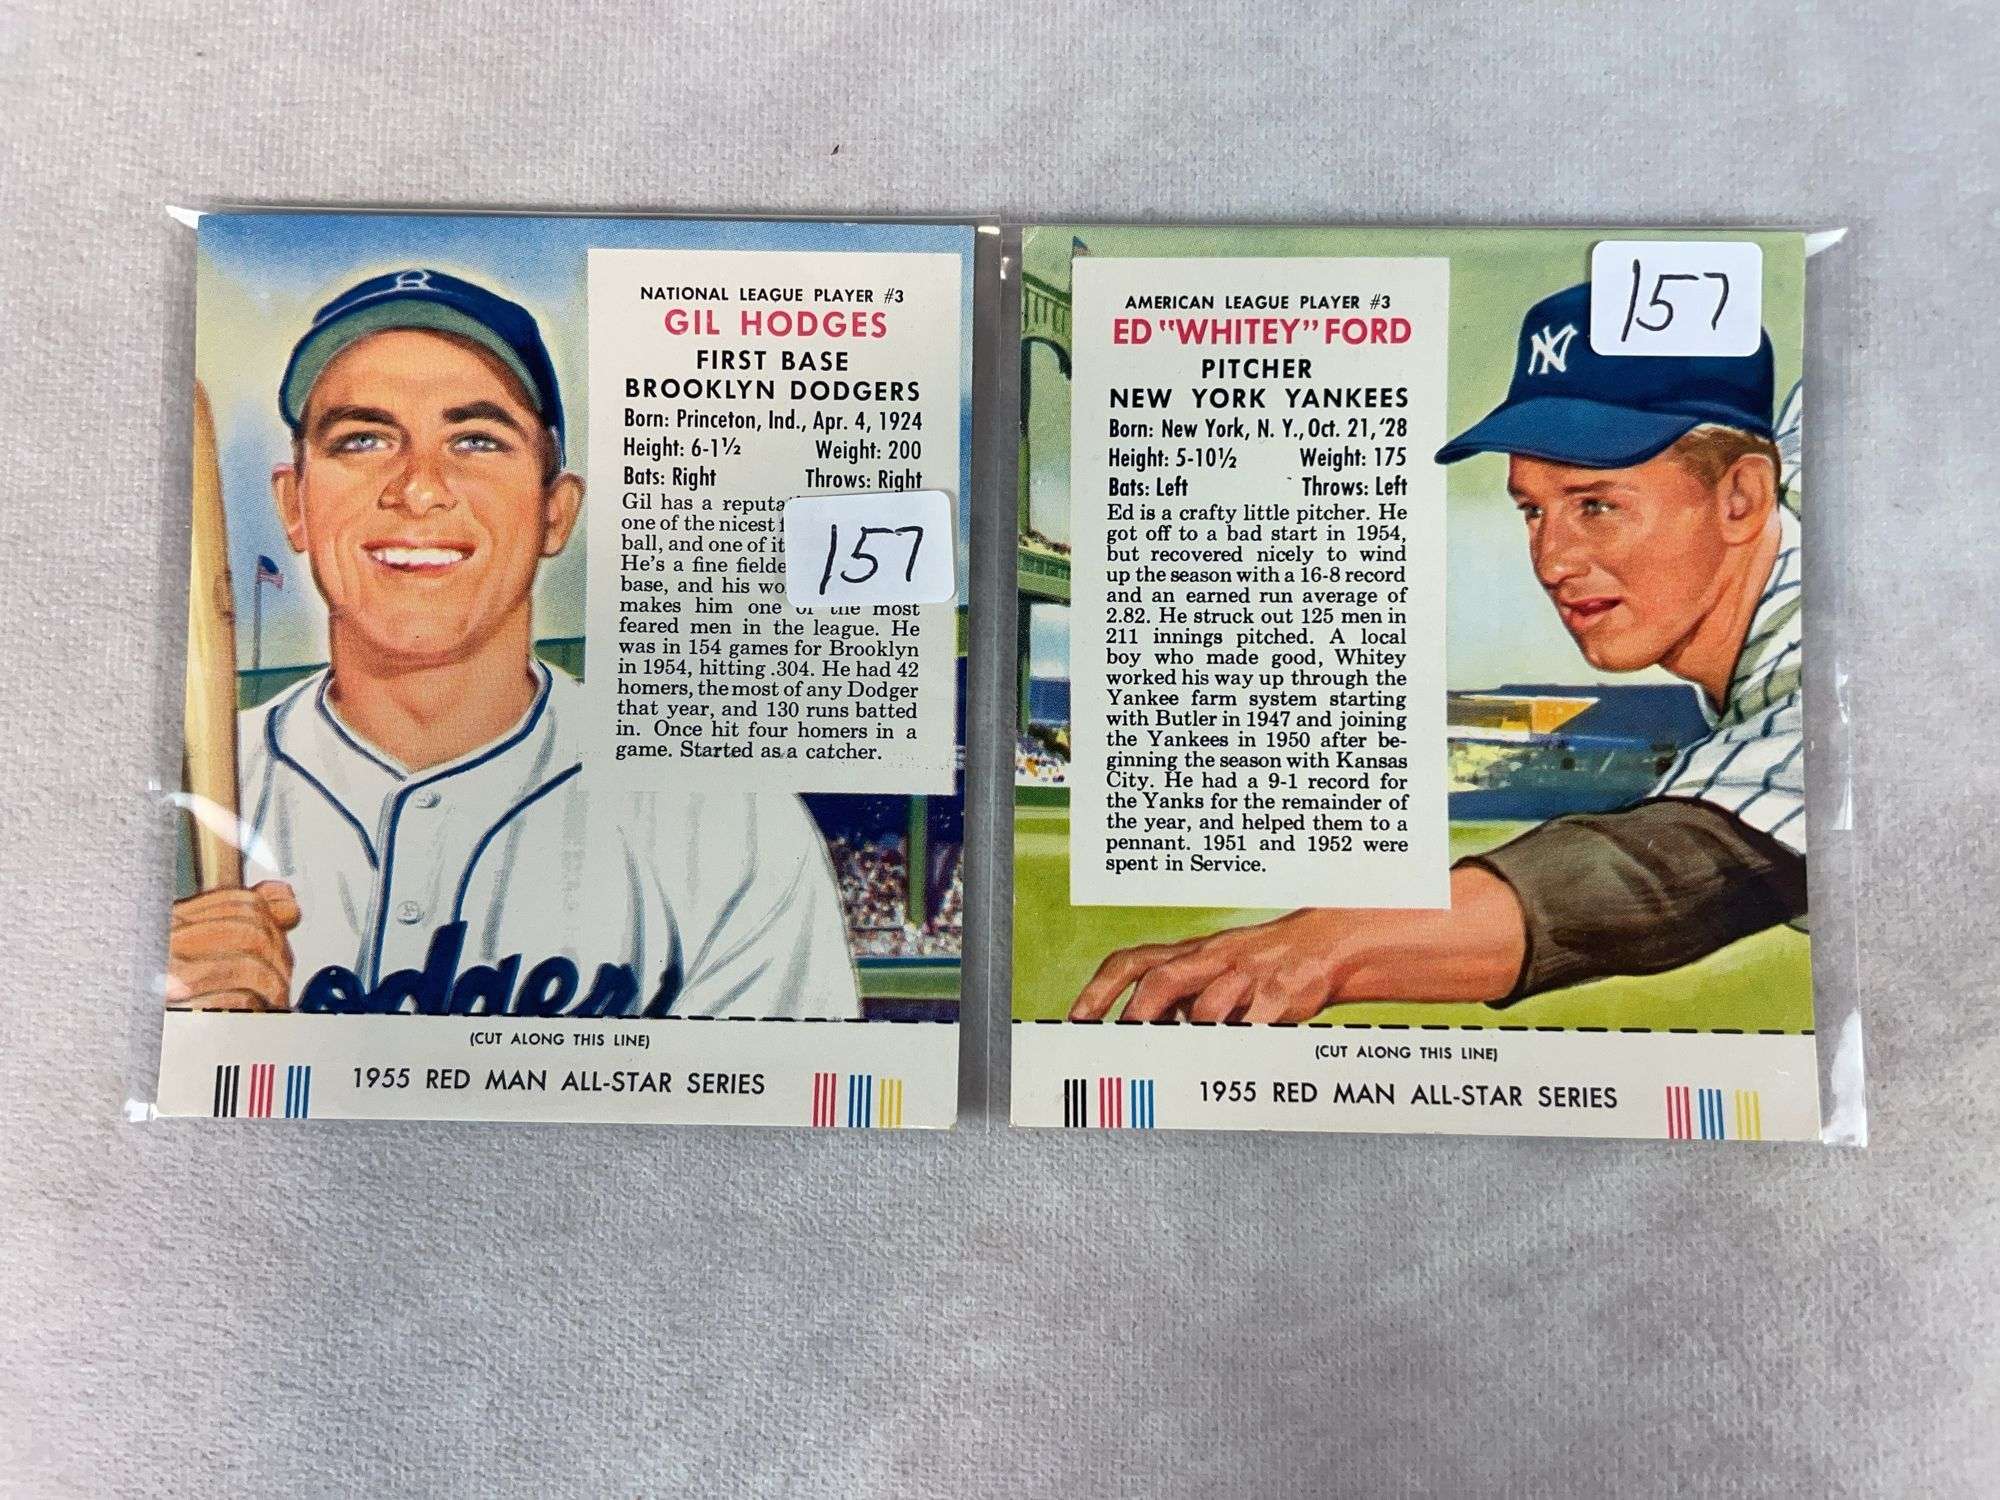 NATIONAL LEAGUE PLAYER #3
GIL HODGES
FIRST BASE
BROOKLYN DODGERS
Born: Princeton, Ind., Apr. 4, 1924
Height: 6-1½ Weight: 200
Bats: Right Throws: Right
Gil has a
one of the nicest
ball, and one of
He's a fine
base, and his
makes him one of the most
feared men in the league. He
was in 154 games for Brooklyn
in 1954, hitting .304. He had 42
homers, the most of any Dodger
that year, and 130 runs batted
in. Once hit four homers in a
game. Started as a catcher.
157
B
Dodgers
(CUT ALONG THIS LINE)
1955 RED MAN ALL-STAR SERIES
AMERICAN LEAGUE PLAYER #3
ED "WHITEY" FORD
PITCHER
NEW YORK YANKEES
Born: New York, N. Y., Oct. 21, '28
Height: 5-10½ Weight: 175
Bats: Left Throws: Left
Ed is a crafty little pitcher. He
got off to a bad start in 1954,
but recovered nicely to wind
up the season with a 16-8 record
and an earned run average of
2.82. He struck out 125 men in
211 innings pitched. A local
boy who made good, Whitey
worked his way up through the
Yankee farm system starting
with Butler in 1947 and joining
the Yankees in 1950 after be-
ginning the season with Kansas
City. He had a 9-1 record for
the Yanks for the remainder of
the year, and helped them to a
pennant. 1951 and 1952 were
spent in Service.
157
NY
(CUT ALONG THIS LINE)
1955 RED MAN ALL-STAR SERIES